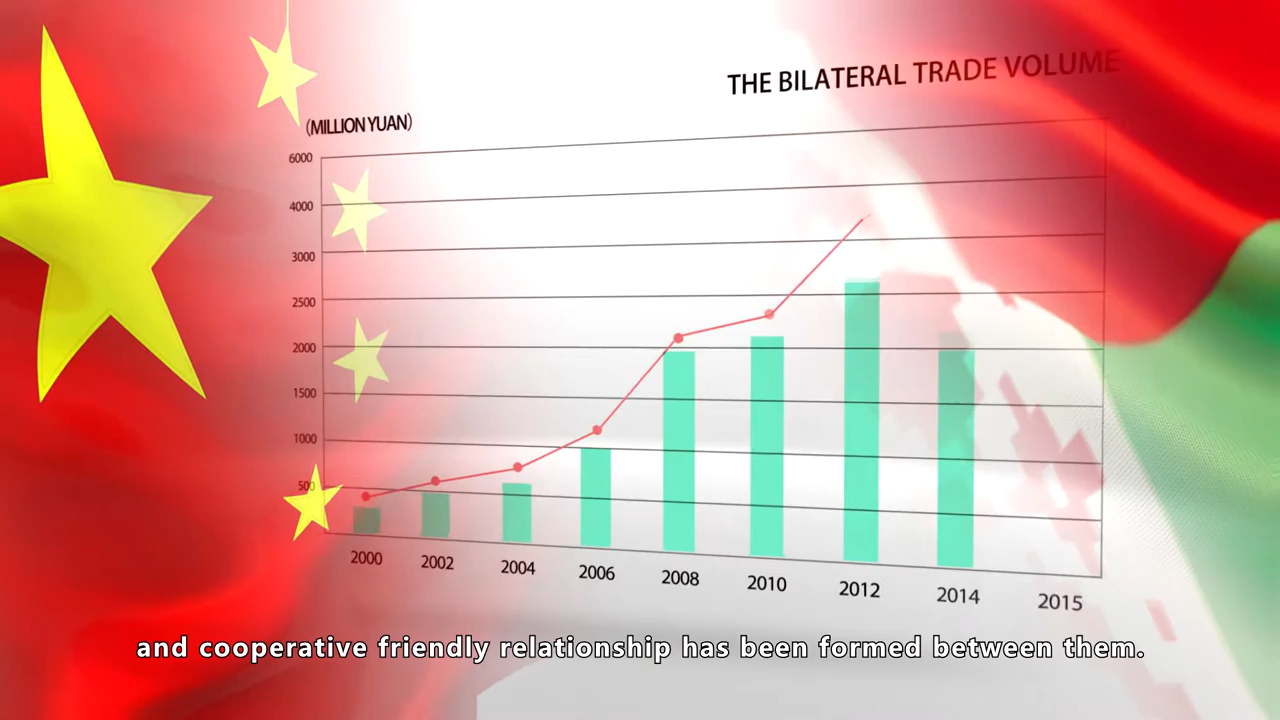 THE BILATERAL TRADE VOLUME
(MILLION YUAN)
6000
4000
3000
2500
2000
1500
1000
500
2000 2002 2004 2006 2008 2010 2012 2014 2015
and cooperative friendly relationship has been formed between them.